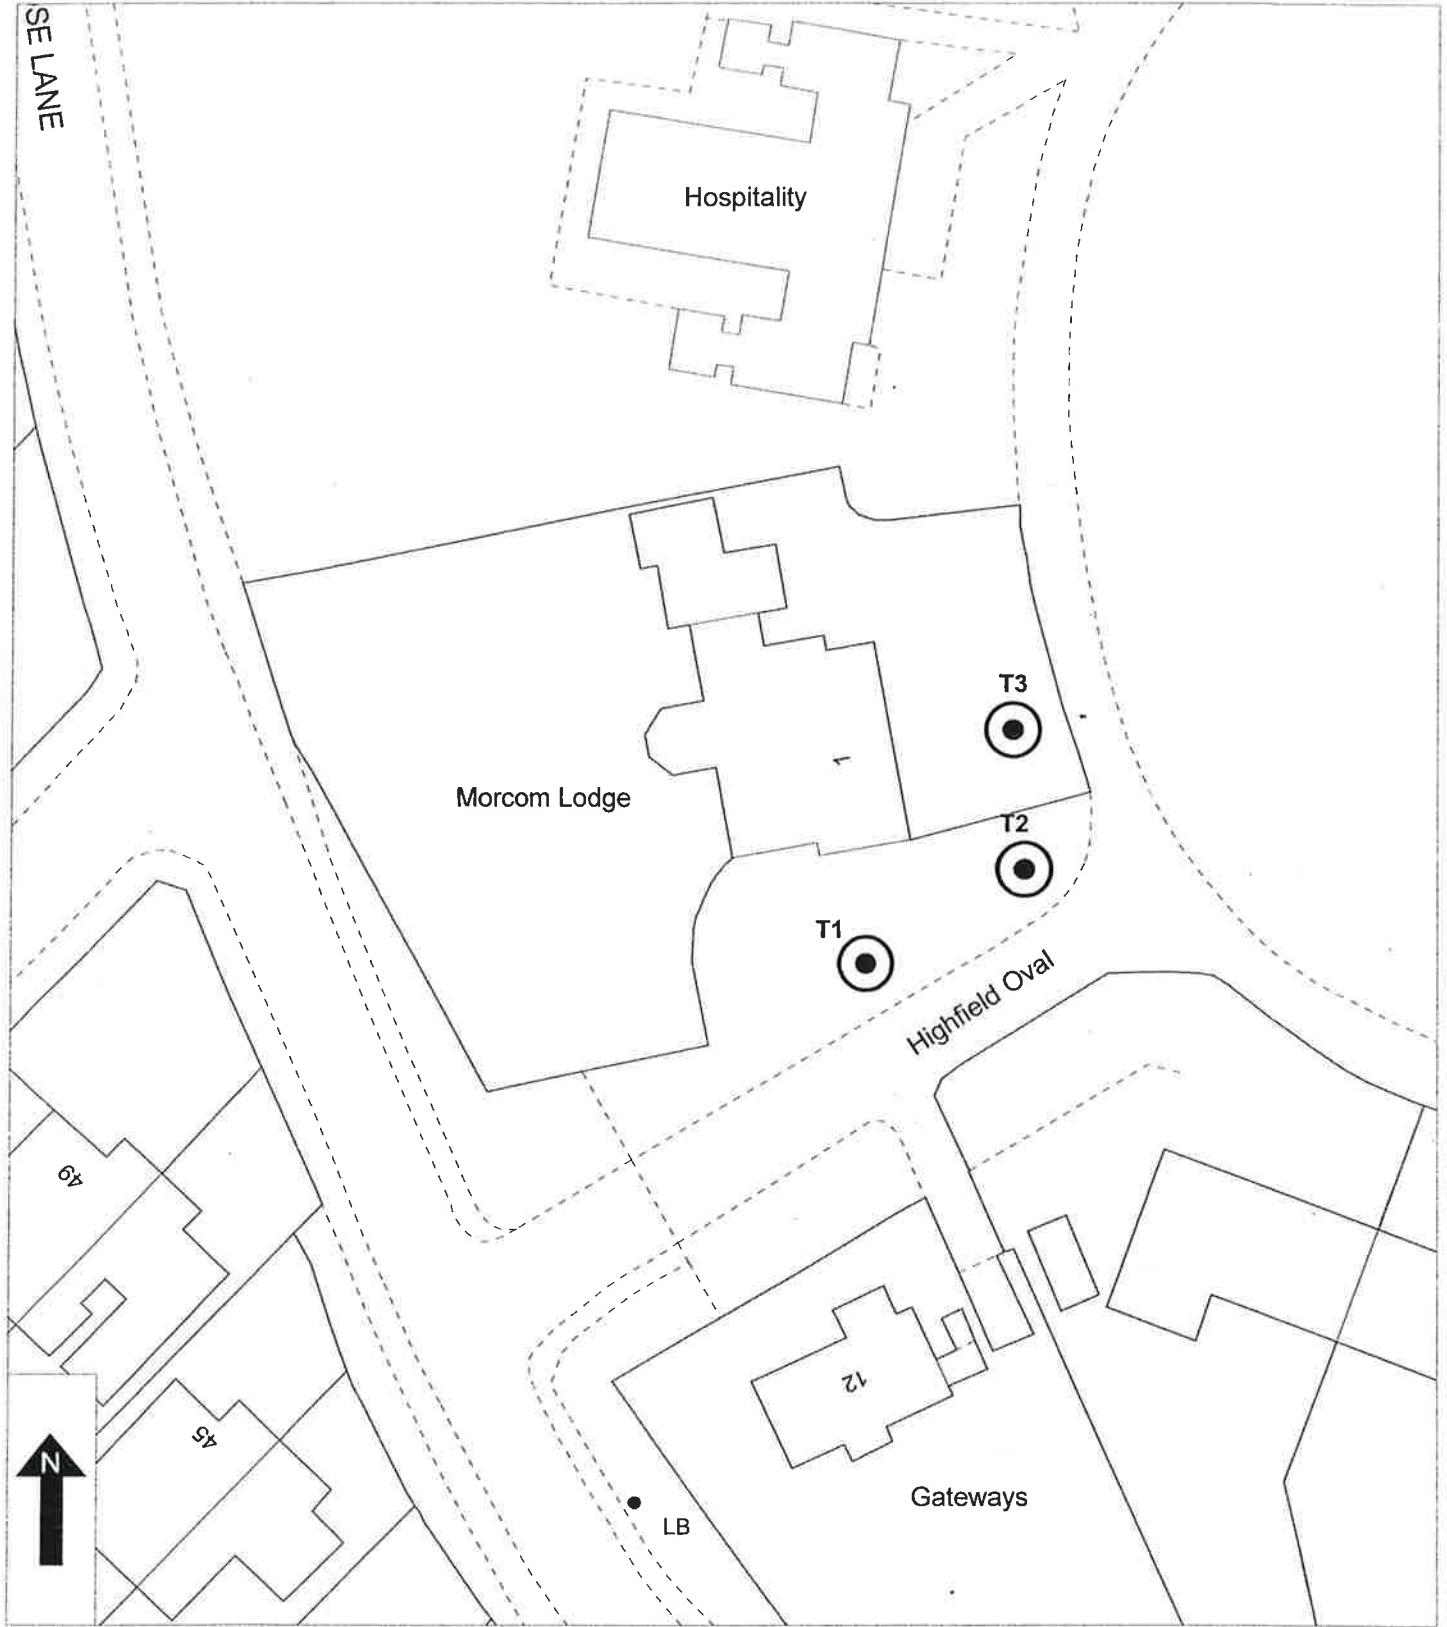 SE LANE
Hospitality
T3
1
Morcom Lodge
T2
T1
Highfield Oval
49
12
45
N
Gateways
LB